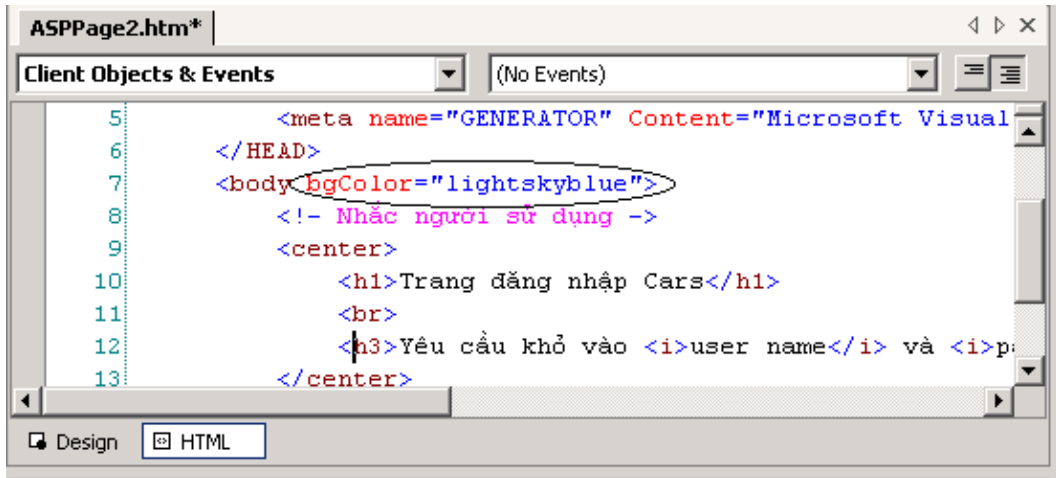 ASPPage2.htm*
Client Objects & Events (No Events)
5 <meta name="GENERATOR" Content="Microsoft Visual
6 </HEAD>
7 <body bgColor="lightskyblue">
8 <!- Nhắc người sử dụng ->
9 <center>
10 <h1>Trang đăng nhập Cars</h1>
11 <br>
12 <h3>Yêu cầu khỏ vào <i>user name</i> và <i>p
13 </center>
Design HTML